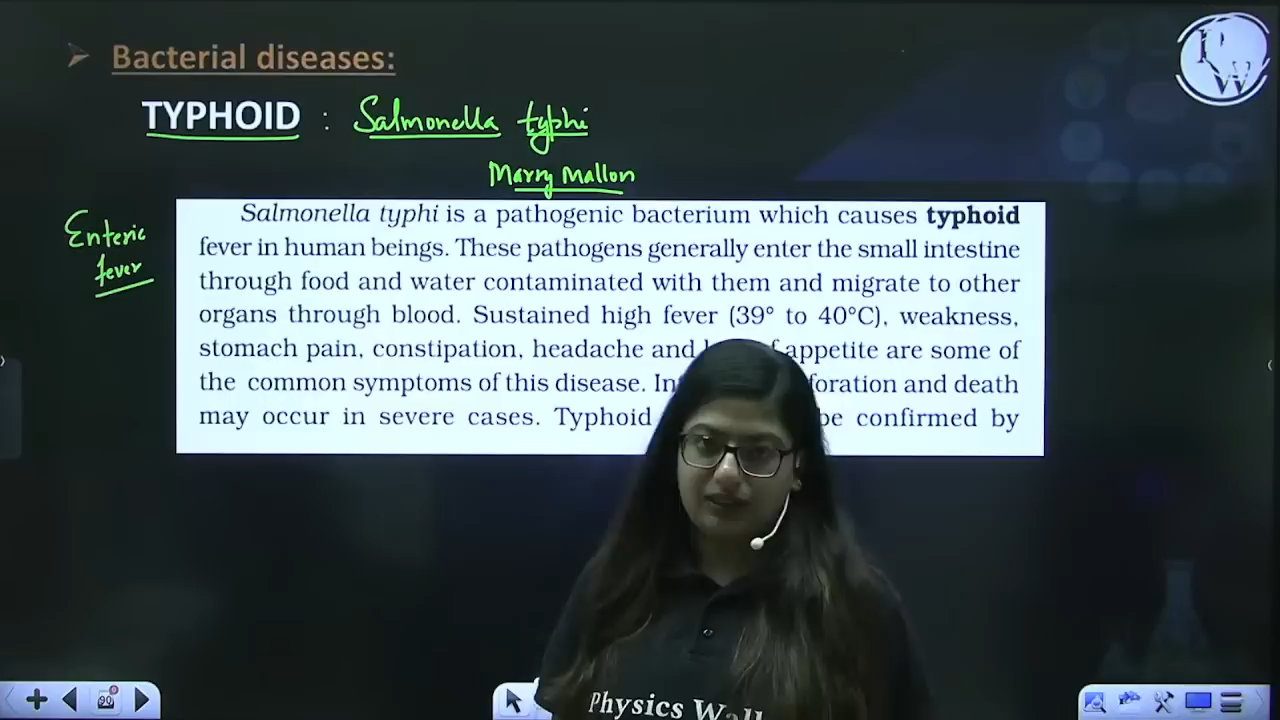 Bacterial diseases:
TYPHOID : Salmonella typhi
Marry Mallon
Enteric
fever
Salmonella typhi is a pathogenic bacterium which causes typhoid
fever in human beings. These pathogens generally enter the small intestine
through food and water contaminated with them and migrate to other
organs through blood. Sustained high fever (39° to 40°C), weakness,
stomach pain, constipation, headache and appetite are some of
the common symptoms of this disease. foration and death
may occur in severe cases. Typhoid be confirmed by
PW
90
Physics Wall